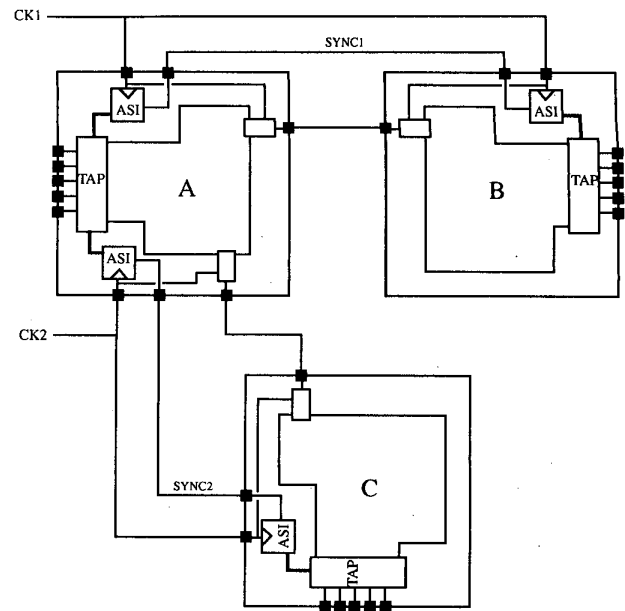 CK1
SYNC1
ASI
ASI
TAP
A
B
TAP
ASI
CK2
SYNC2
C
ASI
TAP